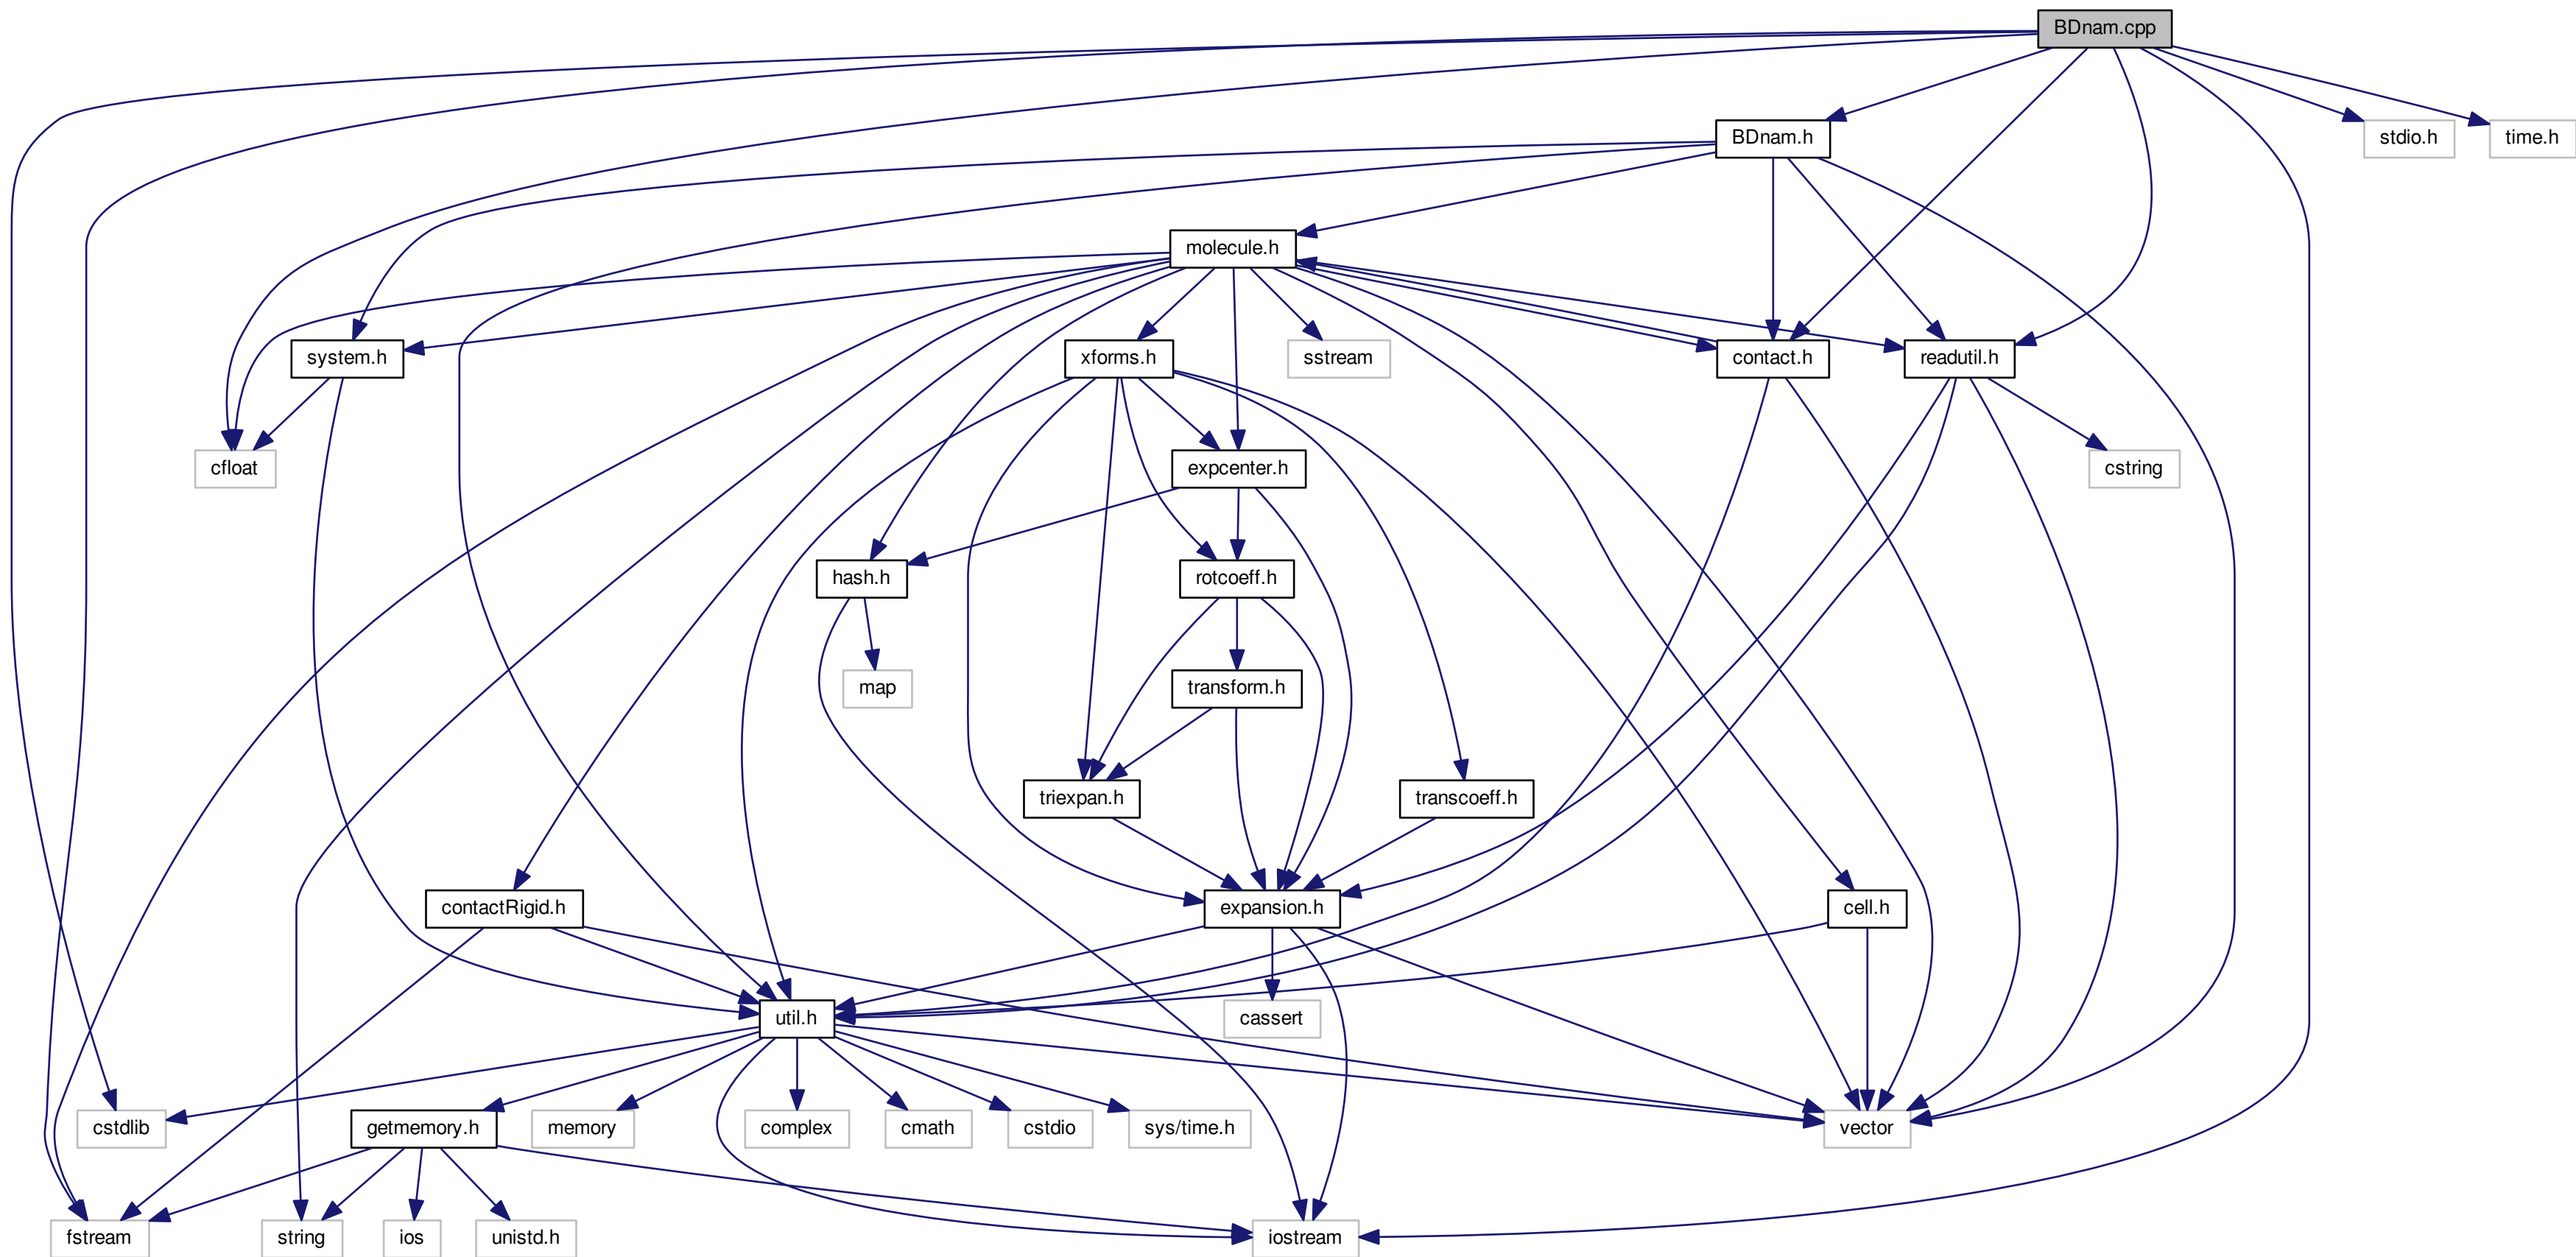 BDnam.cpp
BDnam.h
stdio.h
time.h
molecule.h
system.h
xforms.h
sstream
contact.h
readutil.h
cfloat
expcenter.h
cstring
hash.h
rotcoeff.h
map
transform.h
triexpan.h
transcoeff.h
contactRigid.h
expansion.h
cell.h
util.h
cassert
cstdlib
getmemory.h
memory
complex
cmath
cstdio
sys/time.h
vector
fstream
string
ios
unistd.h
iostream